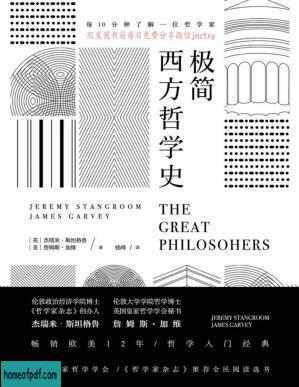 每10分钟了解一位哲学家
朋友圈书籍每日免费分享微信jnztxy
极简
西方哲学史
JEREMY STANGROOM
JAMES GARVEY
THE
GREAT
PHILOSOHERS
[英] 杰瑞米·斯坦格鲁
[英] 詹姆斯·加维
著
钱峰
译
伦敦政治经济学院博士
《哲学家杂志》创办人
杰瑞米·斯坦格鲁
伦敦大学学院哲学博士
英国皇家哲学学会秘书
詹姆斯·加维
JEREMY STANGROOM
JAMES GARVEY
畅销欧美12年/哲学入门经典
家哲学学会/《哲学家杂志》推荐全民阅读选书
homeofpdf.com
homeofpdf.com